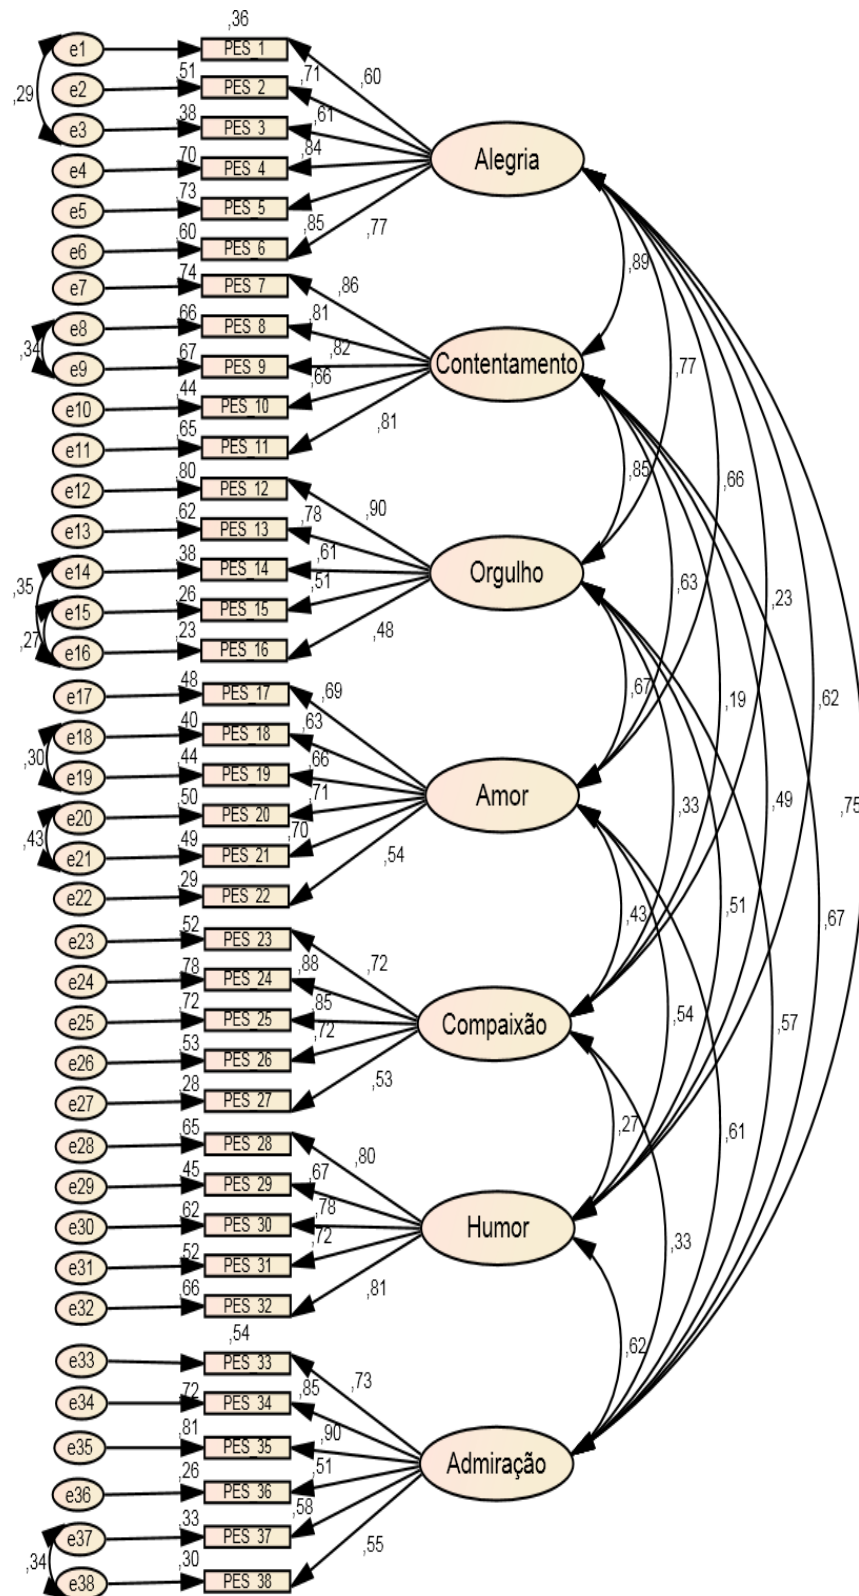 ,36
e1 PES_1
,29
,51 ,71 ,60
e2 PES_2
,38 ,61
e3 PES_3
,70 ,84
e4 PES_4
Alegria
,73
e5 PES_5
,60 ,85 ,77
e6 PES_6
,74
e7 PES_7
,86
,89
,66 ,81
e8 PES_8
,34
,67 ,82
e9 PES_9
Contentamento
,77
,44 ,66
e10 PES_10
,65 ,81
e11 PES_11
,80
e12 PES_12
,90
,85 ,66
,62 ,78
e13 PES_13
,38 ,61
e14 PES_14
Orgulho
,35
,26 ,51
e15 PES_15
,63 ,23
,27
,23 ,48
e16 PES_16
,48
e17 PES_17
,69
,67 ,19 ,62
,40 ,63
e18 PES_18
,30
,44 ,66
e19 PES_19
Amor
,50 ,71
e20 PES_20
,33 ,49 ,75
,43
,49 ,70
e21 PES_21
,54
,29
e22 PES_22
,52
e23 PES_23
,72
,43 ,51 ,67
,78 ,88
e24 PES_24
,72 ,85
e25 PES_25
Compaixão
,54 ,57
,53 ,72
e26 PES_26
,28 ,53
e27 PES_27
,65
e28 PES_28
,80
,27 ,61
,45 ,67
e29 PES_29
,62 ,78
e30 PES_30
Humor
,33
,52 ,72
e31 PES_31
,66 ,81
e32 PES_32
,54
e33 PES_33
,73
,62
,72 ,85
e34 PES_34
,81 ,90
e35 PES_35
Admiração
,26 ,51
e36 PES_36
,33 ,58
e37 PES_37
,34
,30 ,55
e38 PES_38